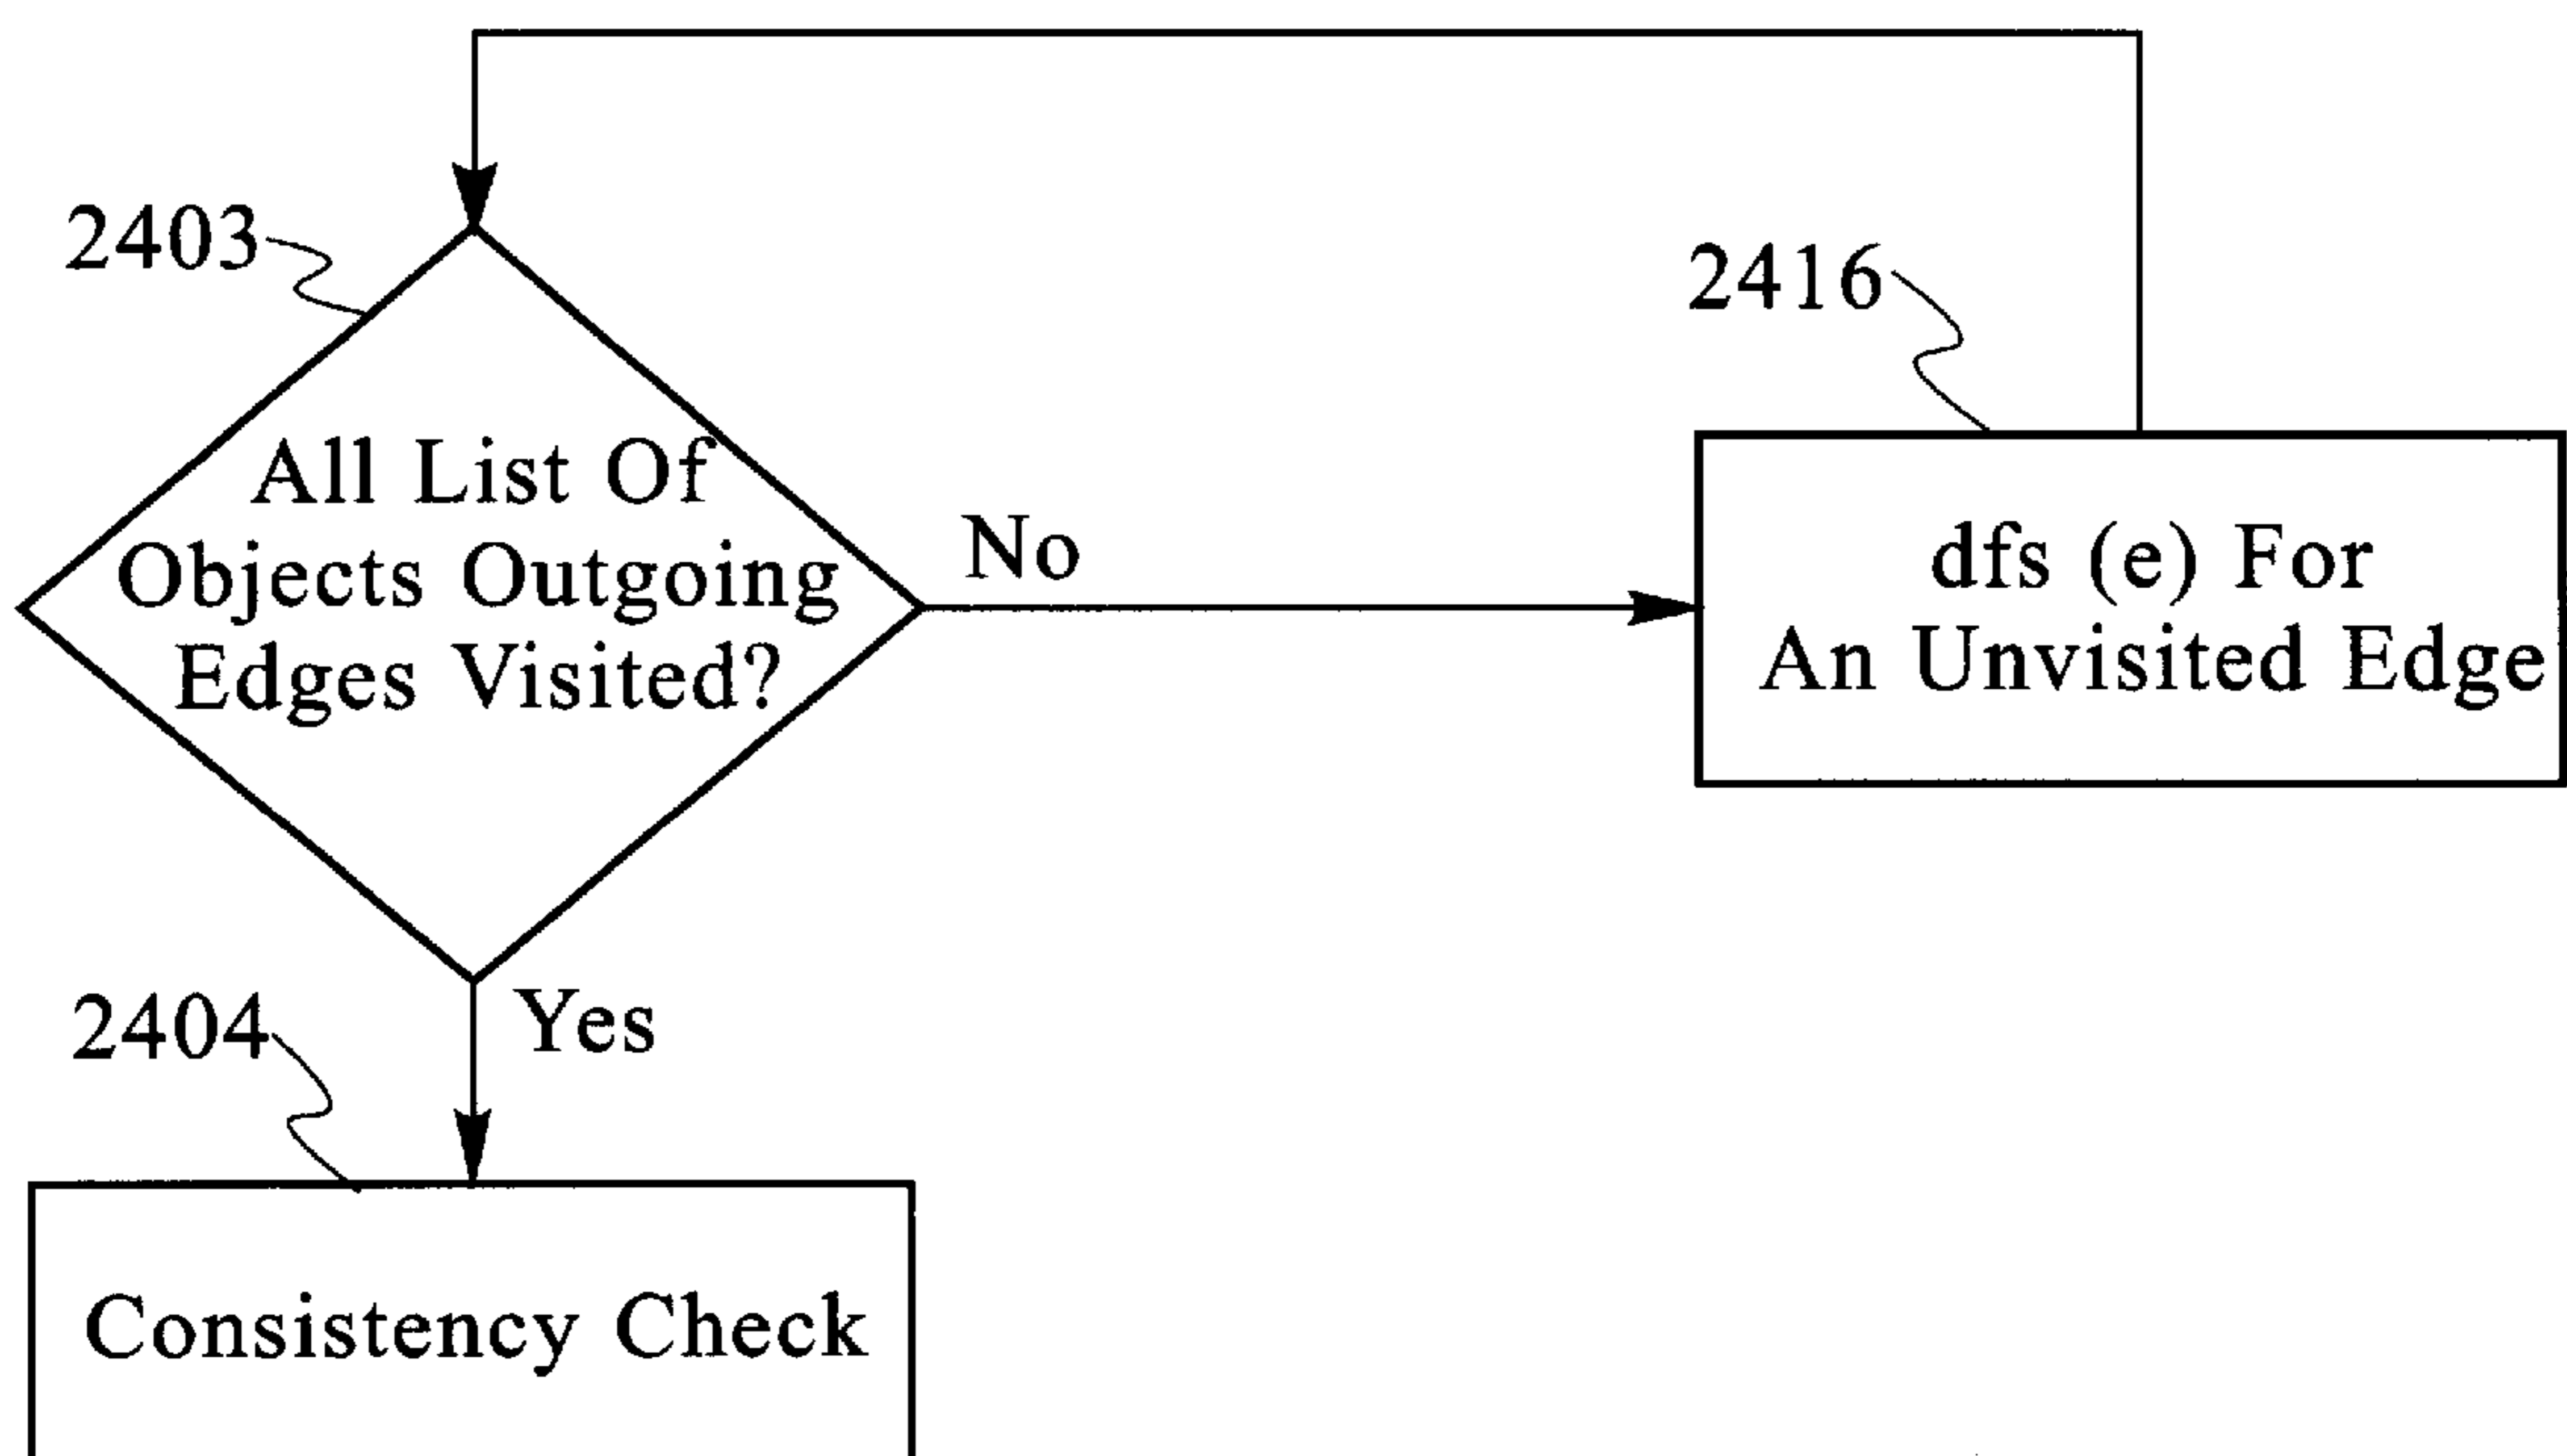 2403
All List Of
Objects Outgoing
Edges Visited?
No
2416
dfs (e) For
An Unvisited Edge
Yes
2404
Consistency Check